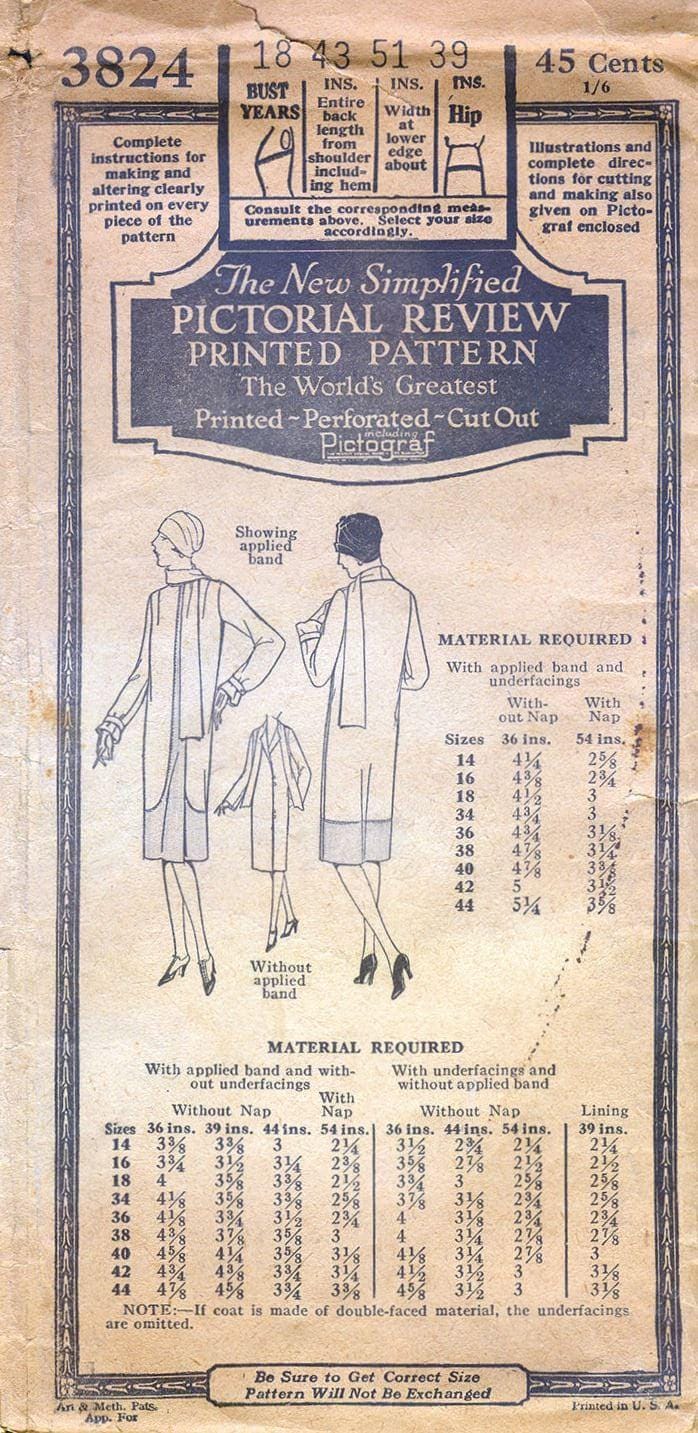 3824
18 43 51 39
45 Cents
1/6
BUST
YEARS
INS.
Entire
back
length
from
shoulder
includ-
ing hem
INS.
Width
at
lower
edge
about
INS.
Hip
Complete
instructions for
making and
altering clearly
printed on every
piece of the
pattern
Consult the corresponding meas-
urements above. Select your size
accordingly.
Illustrations and
complete direc-
tions for cutting
and making also
given on Picto-
graf enclosed
The New Simplified
PICTORIAL REVIEW
PRINTED PATTERN
The World's Greatest
Printed ~ Perforated ~ Cut Out
including
Pictograf
Showing
applied
band
Without
applied
band
MATERIAL REQUIRED
With applied band and
underfacings
With- With
out Nap Nap
Sizes 36 ins. 54 ins.
14 4¼ 2⅝
16 4⅜ 2¾
18 4½ 3
34 4¾ 3
36 4¾ 3⅛
38 4⅞ 3¼
40 4⅞ 3⅜
42 5 3½
44 5¼ 3⅝
MATERIAL REQUIRED
With applied band and with- With underfacings and
out underfacings without applied band
With
Without Nap Nap Without Nap Lining
Sizes 36 ins. 39 ins. 44 ins. 54 ins. 36 ins. 44 ins. 54 ins. 39 ins.
14 3⅜ 3⅜ 3 2¼ 3½ 2¾ 2¼ 2¼
16 3¾ 3½ 3¼ 2⅜ 3⅝ 2⅞ 2½ 2½
18 4 3⅝ 3⅜ 2½ 3¾ 3 2⅝ 2⅝
34 4⅛ 3⅝ 3⅜ 2⅝ 3⅞ 3⅛ 2¾ 2⅝
36 4⅛ 3¾ 3½ 2¾ 4 3⅛ 2¾ 2¾
38 4⅜ 3⅞ 3⅝ 3 4 3¼ 2⅞ 2⅞
40 4⅝ 4¼ 3⅝ 3⅛ 4⅛ 3¼ 2⅞ 3
42 4¾ 4⅜ 3¾ 3¼ 4½ 3½ 3 3⅛
44 4⅞ 4⅝ 3¾ 3⅜ 4⅝ 3½ 3 3⅛
NOTE:—If coat is made of double-faced material, the underfacings
are omitted.
Be Sure to Get Correct Size
Pattern Will Not Be Exchanged
Art & Meth. Pats.
App. For
Printed in U. S. A.